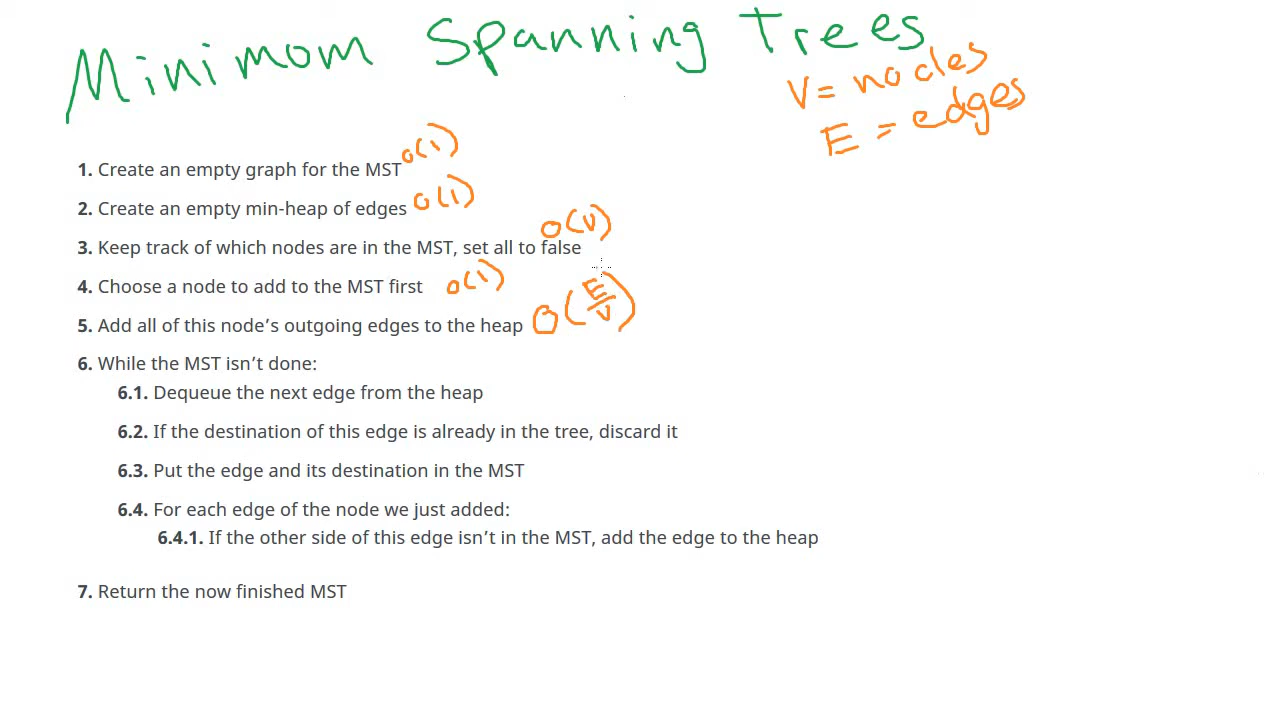 Minimom Spanning Trees
V = nodes
E = edges
1. Create an empty graph for the MST O(1)
2. Create an empty min-heap of edges O(1)
3. Keep track of which nodes are in the MST, set all to false O(V)
4. Choose a node to add to the MST first O(1)
5. Add all of this node’s outgoing edges to the heap O(E/V)
6. While the MST isn’t done:
6.1. Dequeue the next edge from the heap
6.2. If the destination of this edge is already in the tree, discard it
6.3. Put the edge and its destination in the MST
6.4. For each edge of the node we just added:
6.4.1. If the other side of this edge isn’t in the MST, add the edge to the heap
7. Return the now finished MST